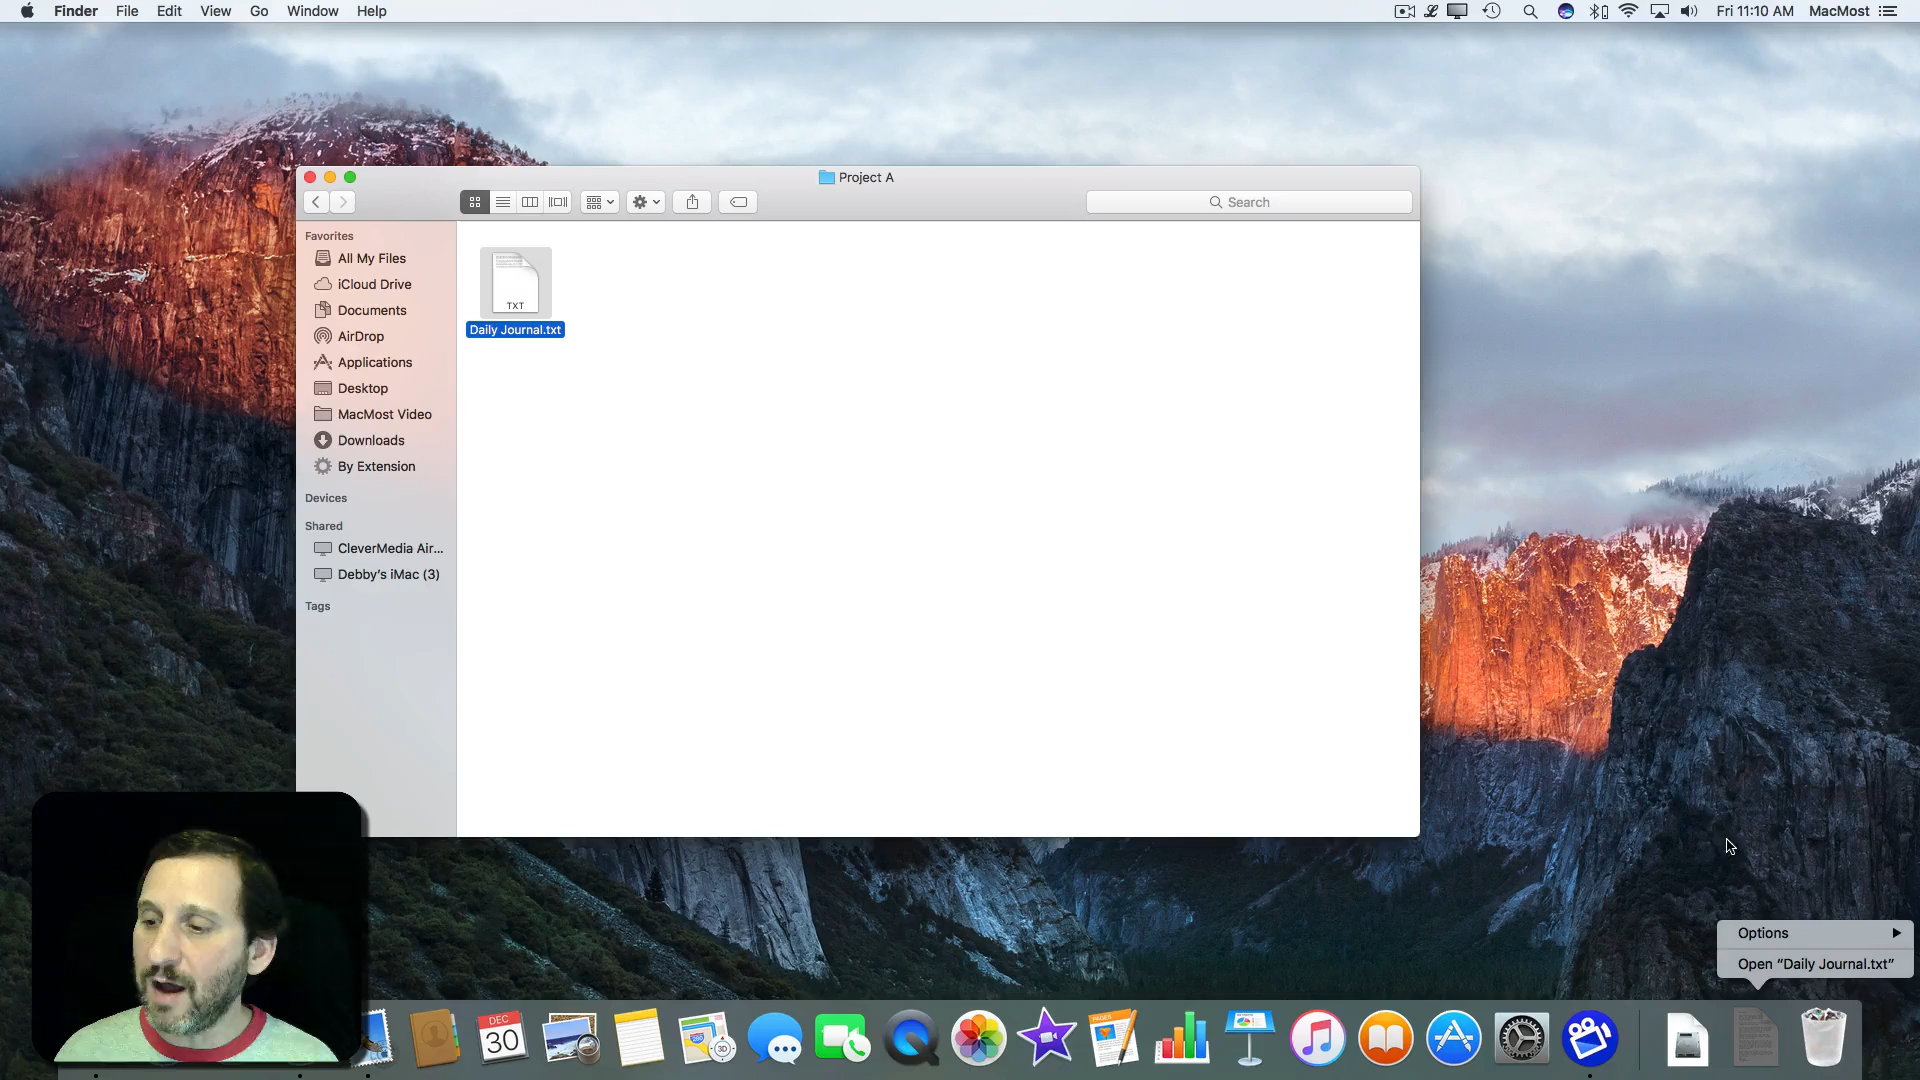 Finder File Edit View Go Window Help
Fri 11:10 AM MacMost
Project A
Search
Favorites
All My Files
iCloud Drive
Documents
AirDrop
Applications
Desktop
MacMost Video
Downloads
By Extension
Devices
Shared
CleverMedia Air...
Debby's iMac (3)
Tags
TXT
Daily Journal.txt
Options
Open “Daily Journal.txt”
DEC
30
3D
PAGES